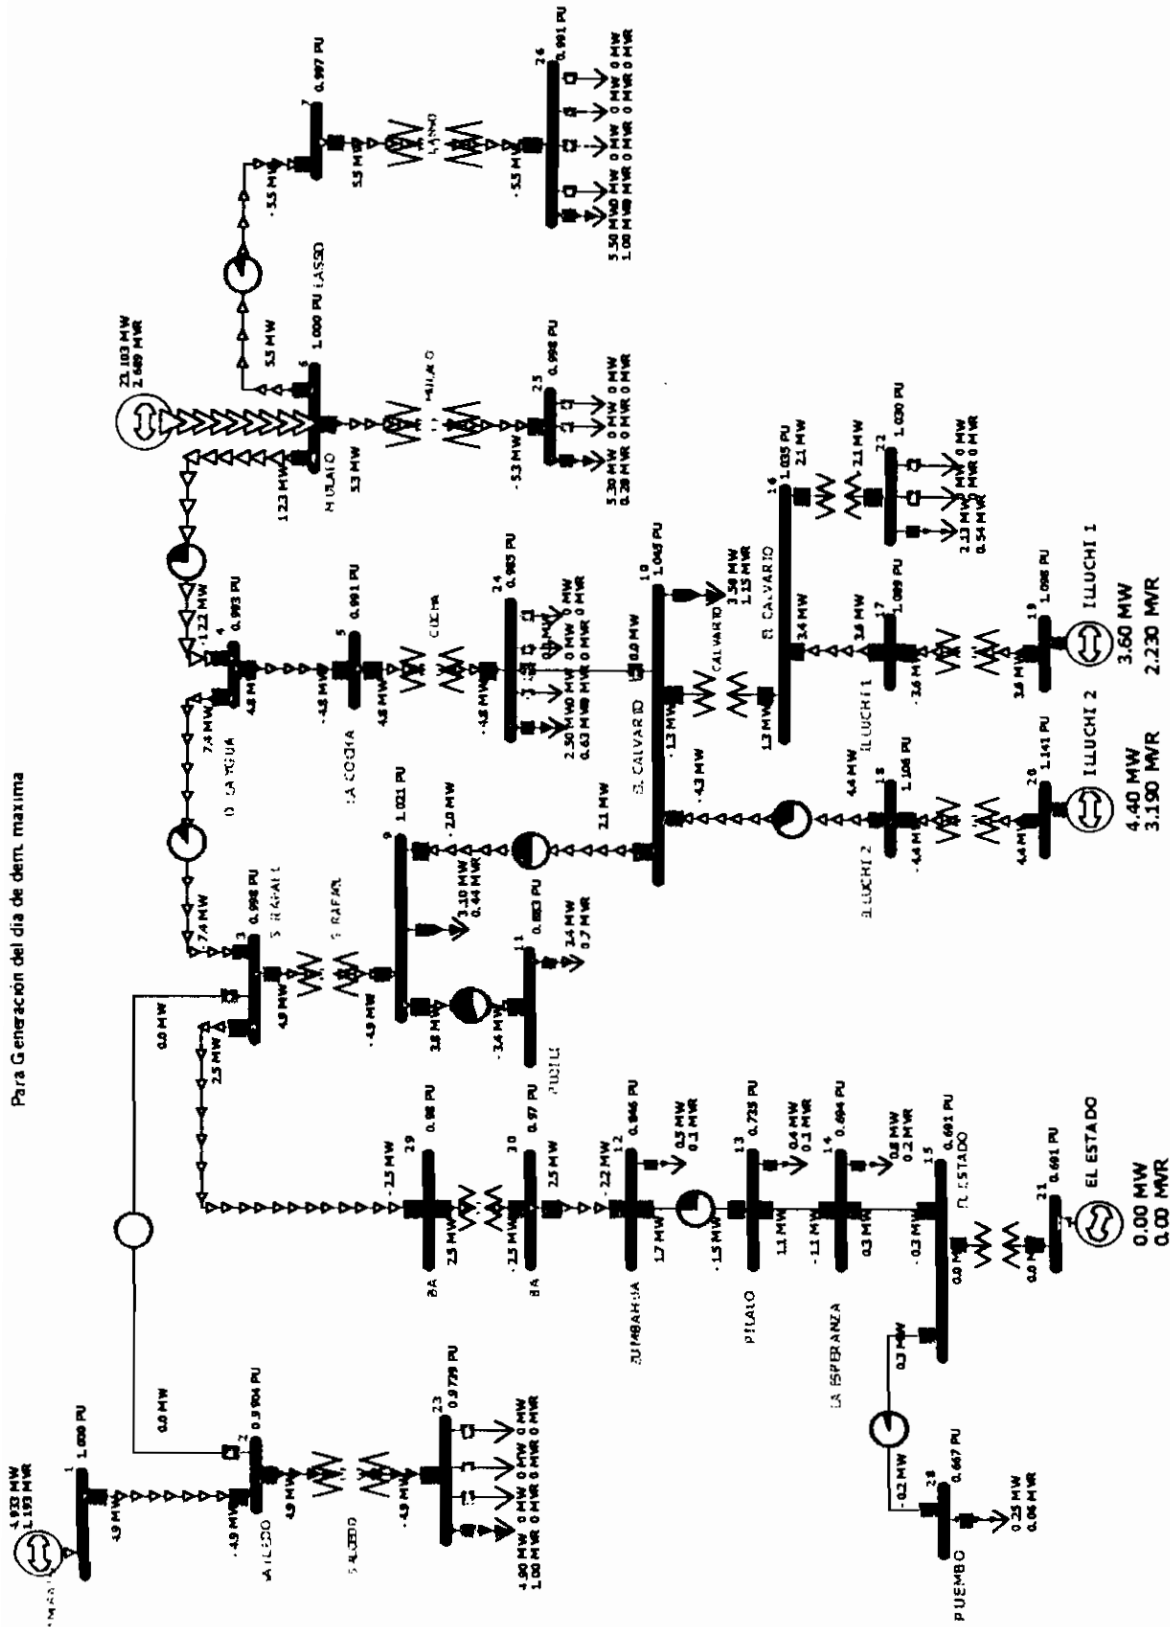 Para Generación del dia de dem. maxima
4.933 MW
1.193 MVR
1
1.000 PU
4.9 MW
- 4.9 MW
2
4.9 MW
SALCEDO
- 4.9 MW
23
0.9739 PU
4.90 MW 0 MW 0 MW 0 MW
1.00 MVR 0 MVR 0 MVR 0 MVR
0.0 MW
0.0 MW
3
0.998 PU
S. RAFAEL
- 7.4 MW
2.5 MW
4.9 MW
- 4.9 MW
9
1.021 PU
- 2.0 MW
3.10 MW
0.44 MVR
3.8 MW
- 3.4 MW
11
3.4 MW
0.7 MVR
- 2.5 MW
29
0.98 PU
BA
2.5 MW
- 2.5 MW
30
0.97 PU
BA
2.5 MW
- 2.2 MW
12
0.846 PU
ZUMBAHUA
0.5 MW
0.1 MVR
1.7 MW
- 1.5 MW
13
0.735 PU
PILALO
0.4 MW
0.1 MVR
1.1 MW
- 1.1 MW
14
0.694 PU
LA ESPERANZA
0.8 MW
0.2 MVR
0.3 MW
- 0.3 MW
15
0.691 PU
EL ESTADO
0.3 MW
21
0.691 PU
EL ESTADO
0.00 MW
0.00 MVR
- 0.2 MW
28
0.667 PU
PUEMBO
0.25 MW
0.06 MVR
23.103 MW
2.689 MVR
6
1.000 PU
LASSO
MULALO
12.3 MW
5.5 MW
- 5.5 MW
7
0.997 PU
5.5 MW
LASSO
- 5.5 MW
26
0.991 PU
5.3 MW
- 5.3 MW
25
0.998 PU
5.30 MW 0 MW 0 MW
0.28 MVR 0 MVR 0 MVR
- 12.2 MW
4
0.993 PU
7.4 MW
4.8 MW
- 4.8 MW
5
0.991 PU
LA COCHA
4.8 MW
COCHA
- 4.8 MW
24
0.985 PU
0.0 MW
10
1.045 PU
EL CALVARIO
3.58 MW
1.15 MVR
2.1 MW
- 1.3 MW
CALVARIO
1.3 MW
- 4.3 MW
16
1.035 PU
EL CALVARIO
2.1 MW
- 2.1 MW
22
1.030 PU
2.13 MW
0.54 MVR
3.4 MW
3.6 MW
17
1.089 PU
ILLUCHI 1
- 3.6 MW
3.6 MW
19
1.098 PU
ILLUCHI 1
3.60 MW
2.230 MVR
4.4 MW
18
1.106 PU
ILLUCHI 2
- 4.4 MW
4.4 MW
20
1.141 PU
ILLUCHI 2
4.40 MW
3.190 MVR